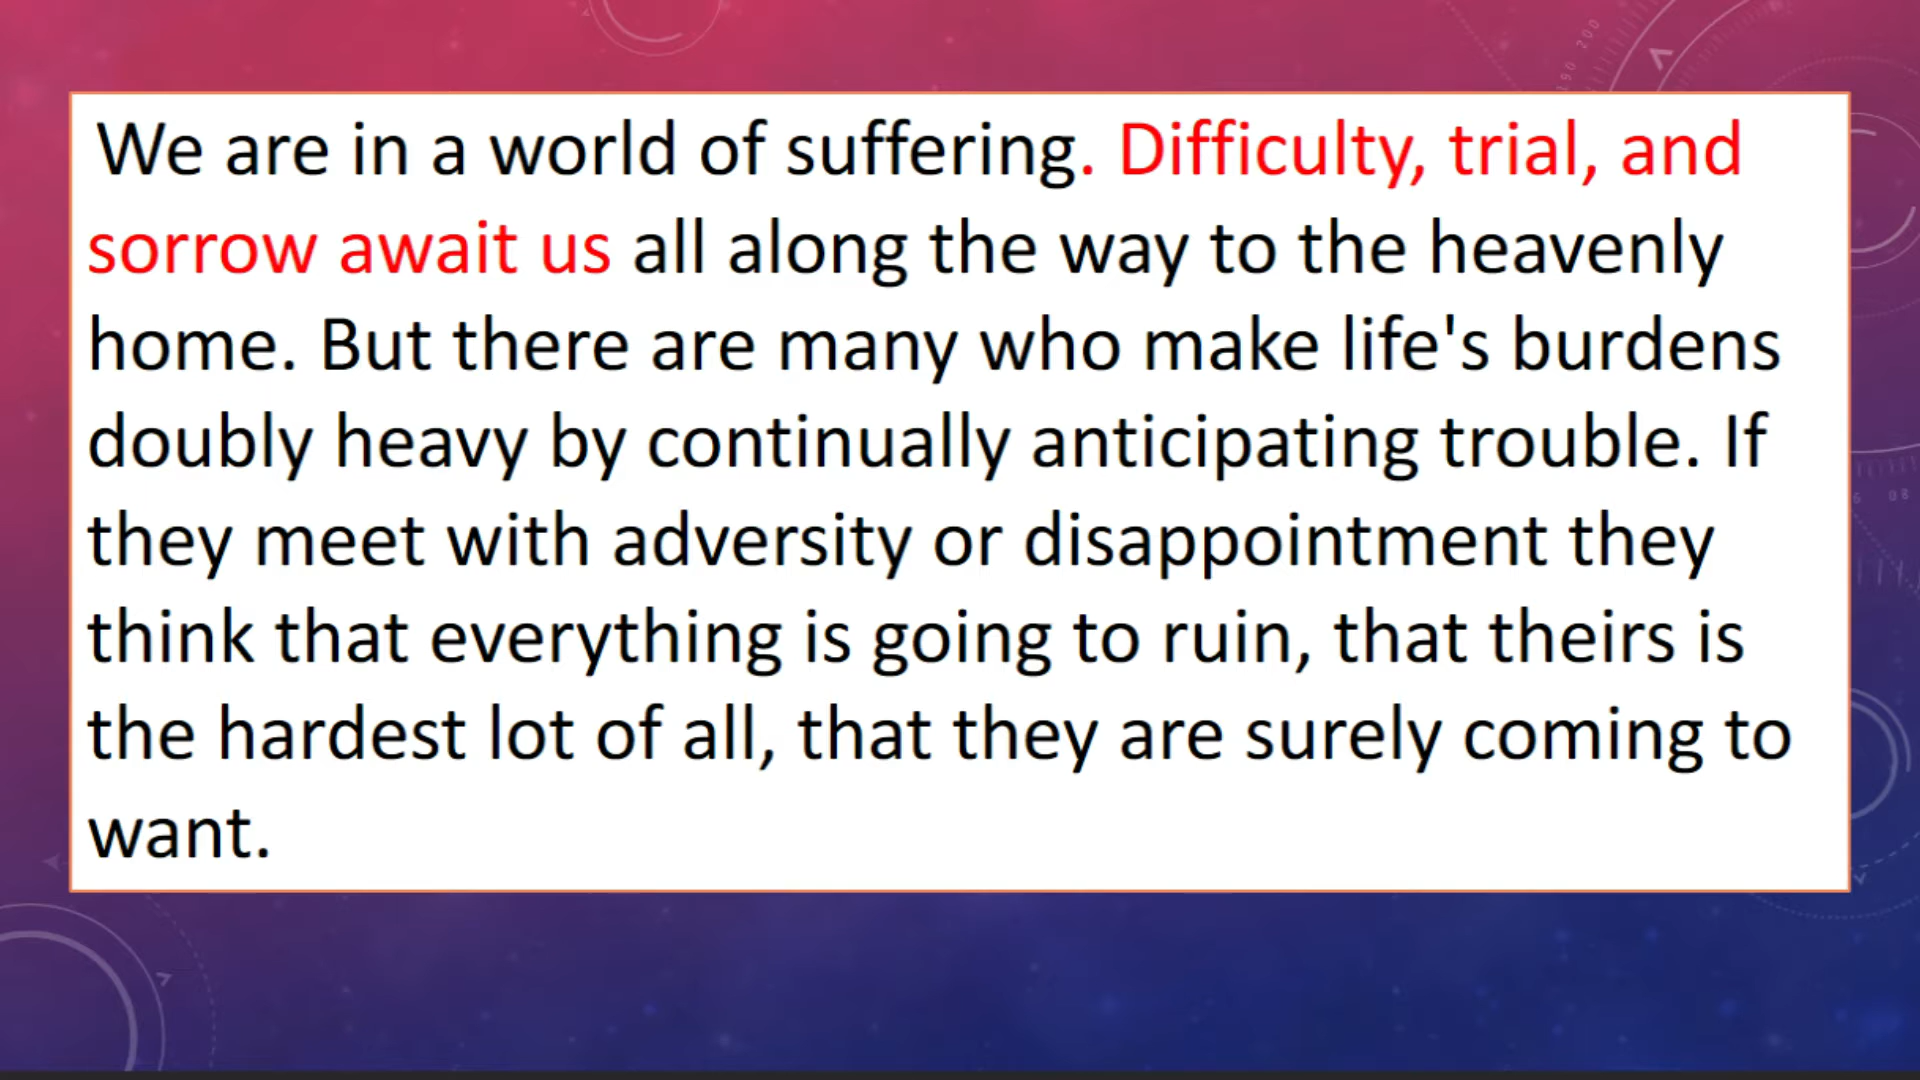 We are in a world of suffering. Difficulty, trial, and
sorrow await us all along the way to the heavenly
home. But there are many who make life's burdens
doubly heavy by continually anticipating trouble. If
they meet with adversity or disappointment they
think that everything is going to ruin, that theirs is
the hardest lot of all, that they are surely coming to
want.